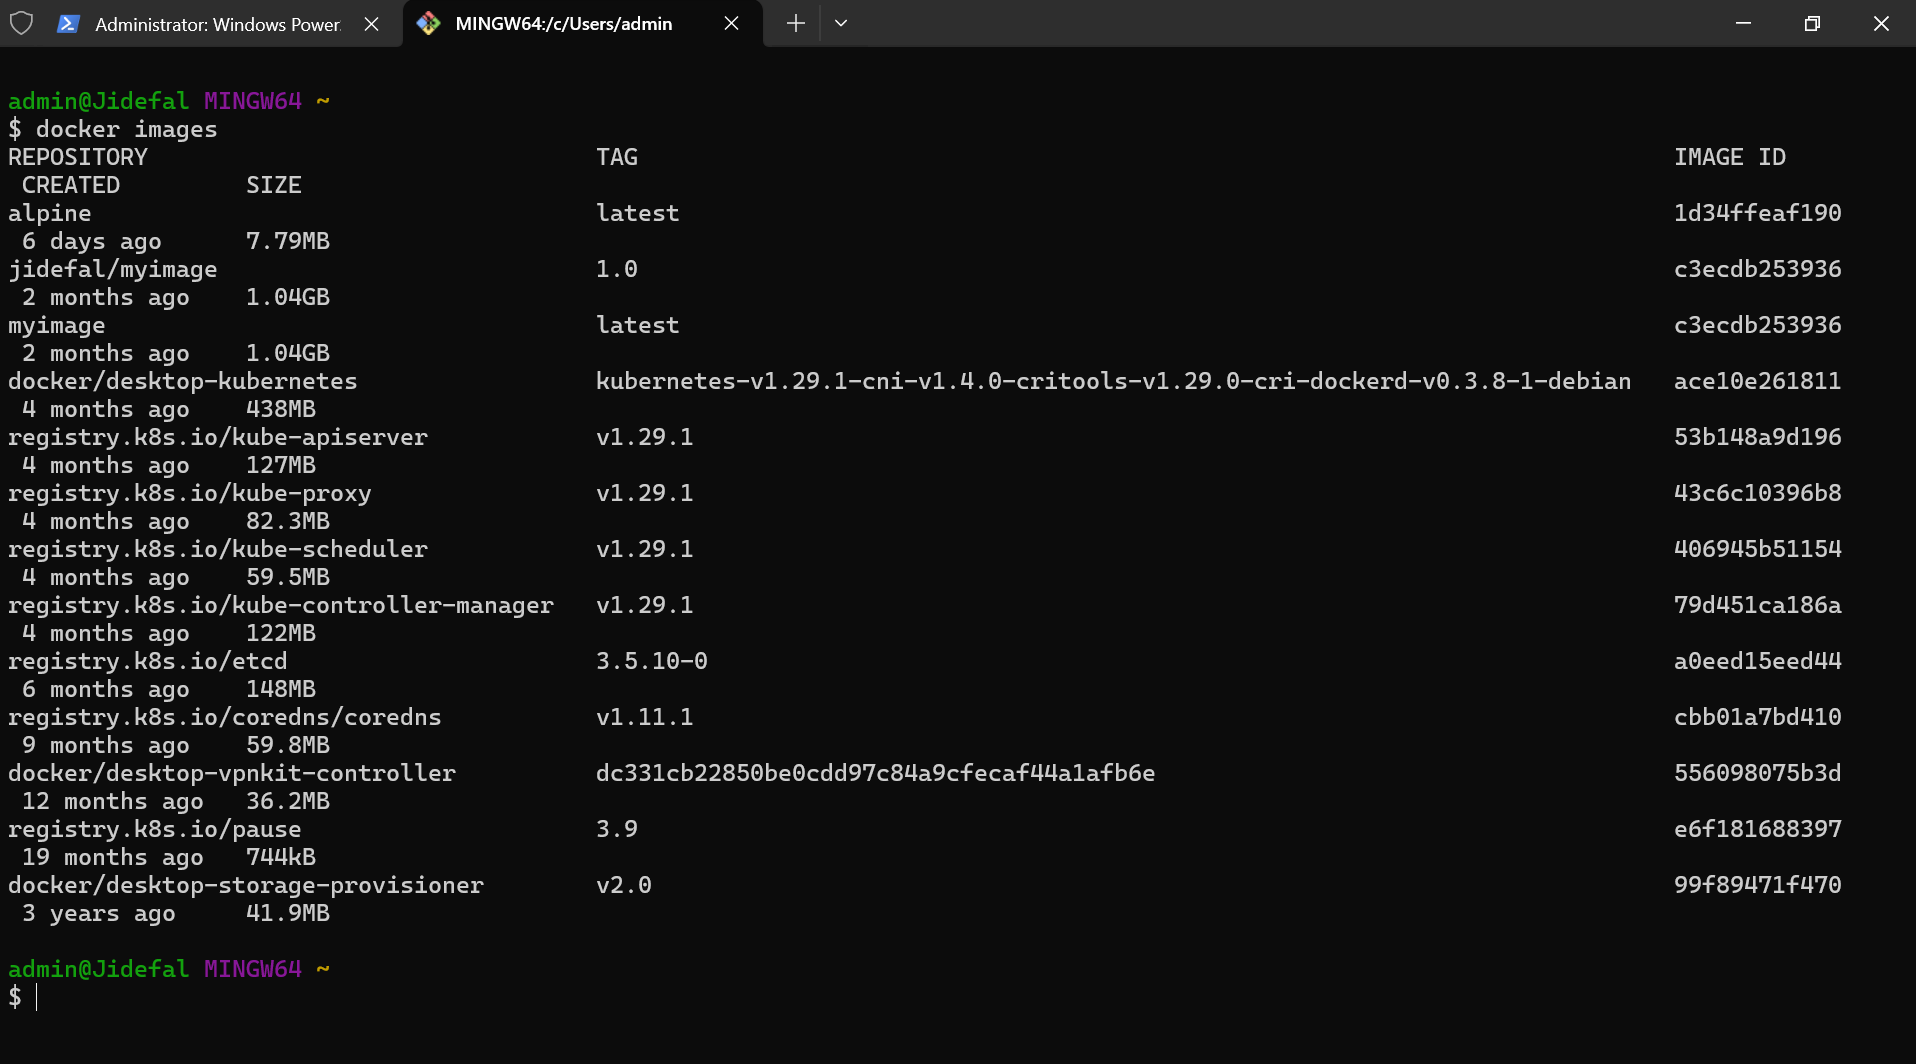 Administrator: Windows Power
MINGW64:/c/Users/admin
admin@Jidefal MINGW64 ~
$ docker images
REPOSITORY TAG IMAGE ID
CREATED SIZE
alpine latest 1d34ffeaf190
6 days ago 7.79MB
jidefal/myimage 1.0 c3ecdb253936
2 months ago 1.04GB
myimage latest c3ecdb253936
2 months ago 1.04GB
docker/desktop-kubernetes kubernetes-v1.29.1-cni-v1.4.0-critools-v1.29.0-cri-dockerd-v0.3.8-1-debian ace10e261811
4 months ago 438MB
registry.k8s.io/kube-apiserver v1.29.1 53b148a9d196
4 months ago 127MB
registry.k8s.io/kube-proxy v1.29.1 43c6c10396b8
4 months ago 82.3MB
registry.k8s.io/kube-scheduler v1.29.1 406945b51154
4 months ago 59.5MB
registry.k8s.io/kube-controller-manager v1.29.1 79d451ca186a
4 months ago 122MB
registry.k8s.io/etcd 3.5.10-0 a0eed15eed44
6 months ago 148MB
registry.k8s.io/coredns/coredns v1.11.1 cbb01a7bd410
9 months ago 59.8MB
docker/desktop-vpnkit-controller dc331cb22850be0cdd97c84a9cfecaf44a1afb6e 556098075b3d
12 months ago 36.2MB
registry.k8s.io/pause 3.9 e6f181688397
19 months ago 744kB
docker/desktop-storage-provisioner v2.0 99f89471f470
3 years ago 41.9MB
admin@Jidefal MINGW64 ~
$